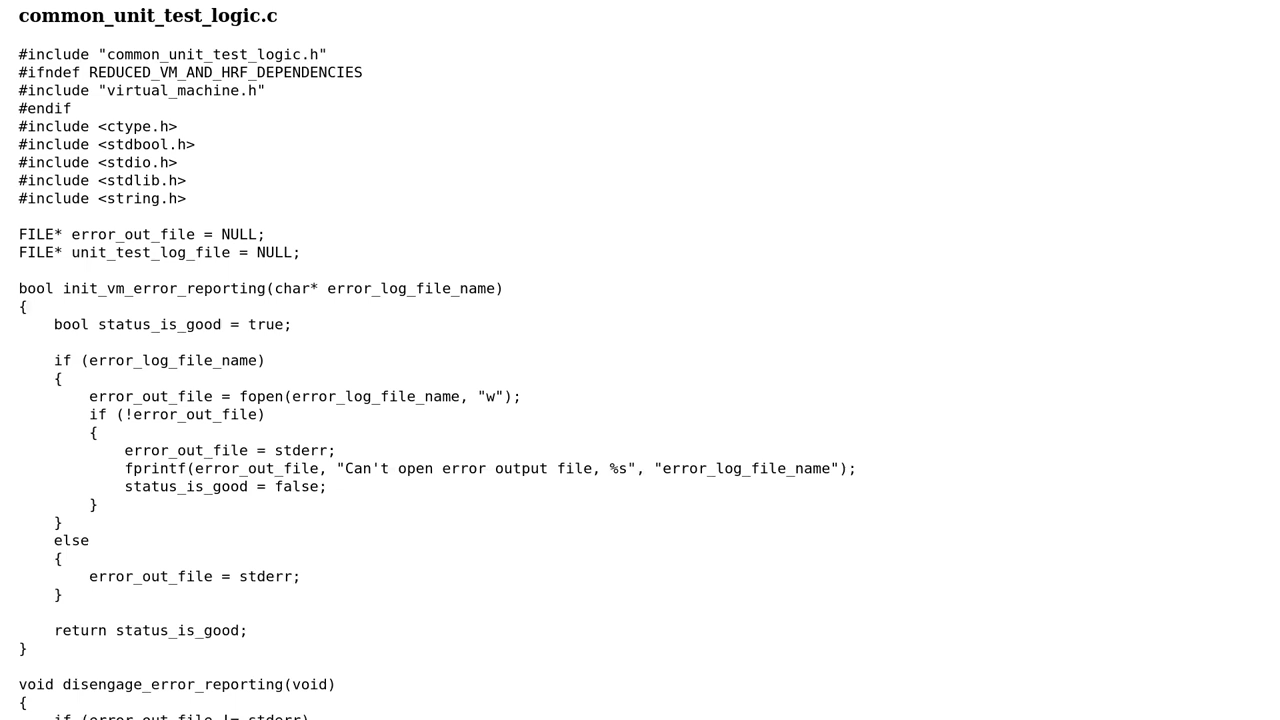 common_unit_test_logic.c
#include "common_unit_test_logic.h"
#ifndef REDUCED_VM_AND_HRF_DEPENDENCIES
#include "virtual_machine.h"
#endif
#include <ctype.h>
#include <stdbool.h>
#include <stdio.h>
#include <stdlib.h>
#include <string.h>

FILE* error_out_file = NULL;
FILE* unit_test_log_file = NULL;

bool init_vm_error_reporting(char* error_log_file_name)
{
    bool status_is_good = true;

    if (error_log_file_name)
    {
        error_out_file = fopen(error_log_file_name, "w");
        if (!error_out_file)
        {
            error_out_file = stderr;
            fprintf(error_out_file, "Can't open error output file, %s", "error_log_file_name");
            status_is_good = false;
        }
    }
    else
    {
        error_out_file = stderr;
    }

    return status_is_good;
}

void disengage_error_reporting(void)
{
    if (error_out_file != stderr)